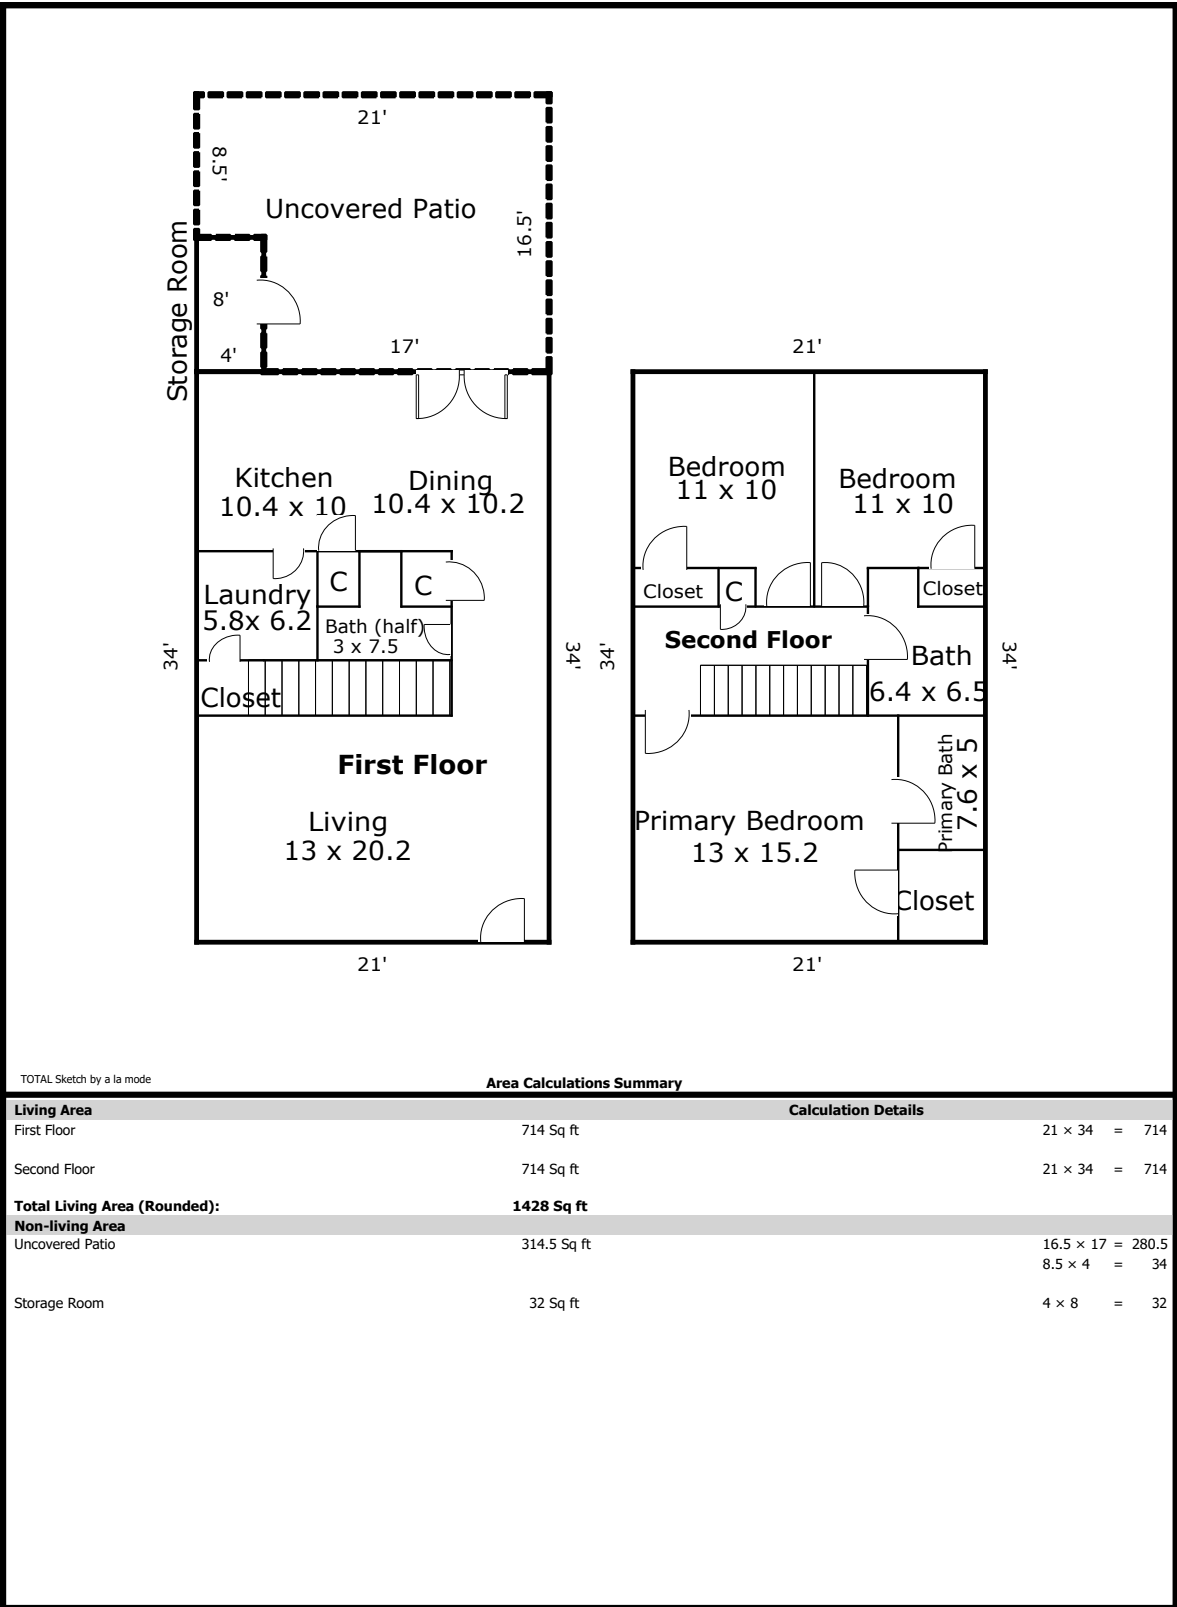 21'
8.5'
Uncovered Patio
16.5'
Storage Room
8'
4'
17'
Kitchen
10.4 x 10
Dining
10.4 x 10.2
Laundry
5.8x 6.2
C
C
Bath (half)
3 x 7.5
34'
34'
Closet
First Floor
Living
13 x 20.2
21'
21'
Bedroom
11 x 10
Bedroom
11 x 10
Closet
C
Closet
Second Floor
34'
34'
Bath
6.4 x 6.5
Primary Bath
7.6 x 5
Primary Bedroom
13 x 15.2
Closet
21'
TOTAL Sketch by a la mode
Area Calculations Summary
Living Area Calculation Details
First Floor 714 Sq ft 21 × 34 = 714
Second Floor 714 Sq ft 21 × 34 = 714
Total Living Area (Rounded): 1428 Sq ft
Non-living Area
Uncovered Patio 314.5 Sq ft 16.5 × 17 = 280.5
8.5 × 4 = 34
Storage Room 32 Sq ft 4 × 8 = 32